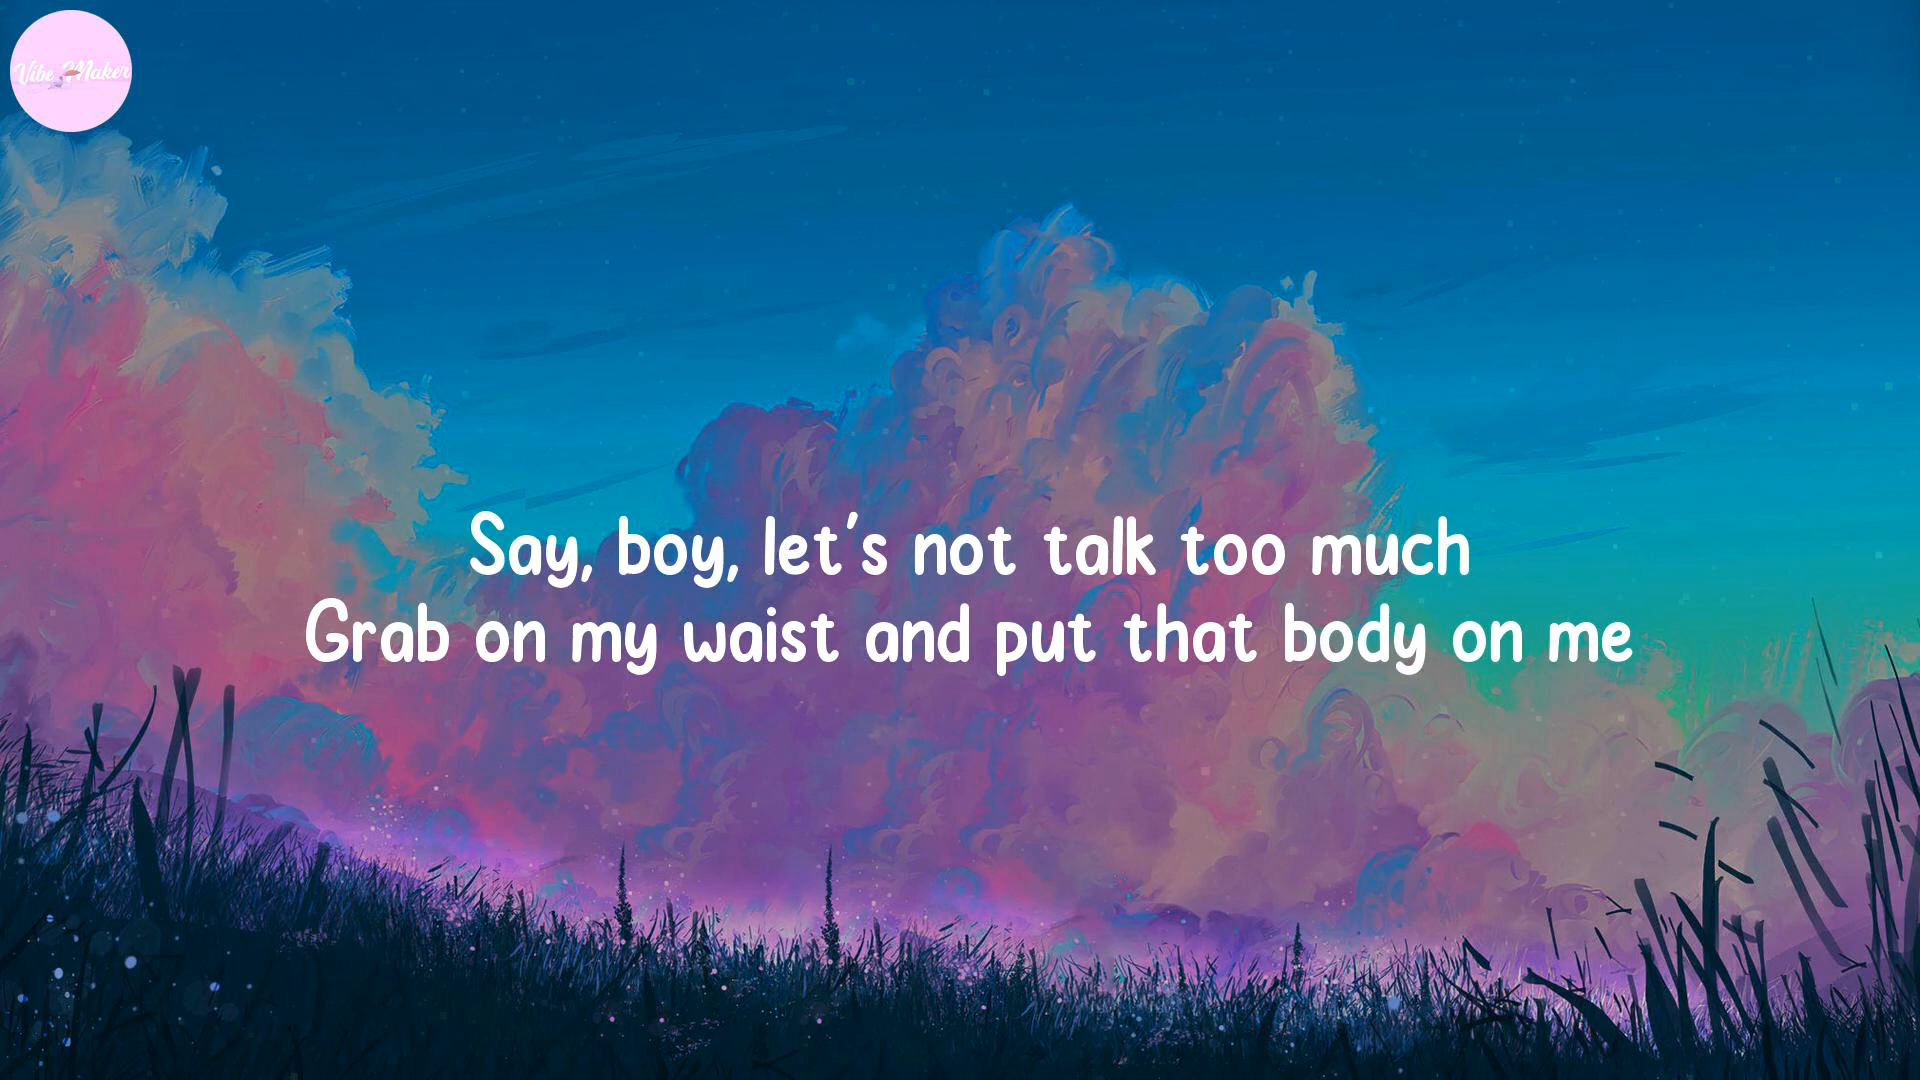 Vibe Maker
Say, boy, let's not talk too much
Grab on my waist and put that body on me